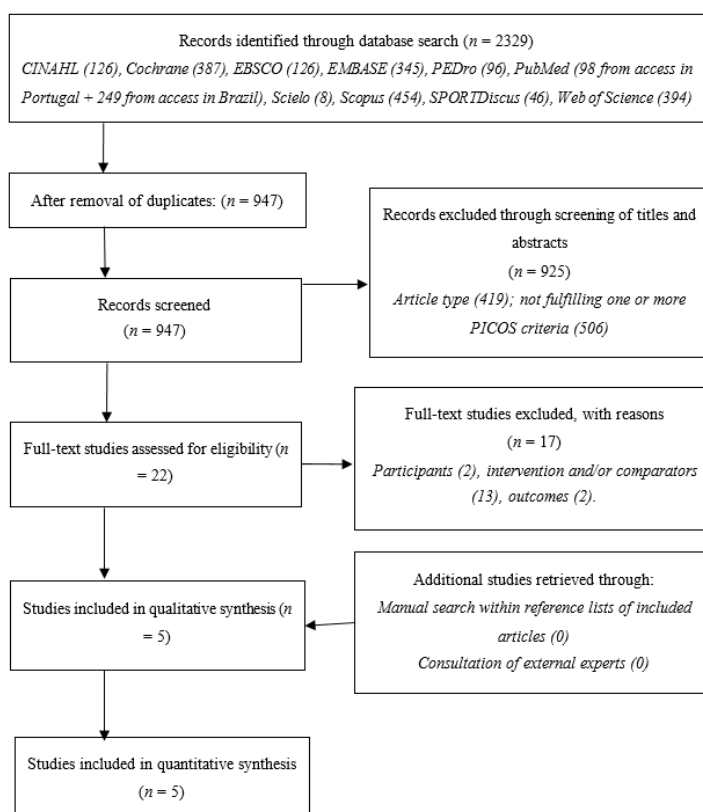 Records identified through database search (n = 2329)
CINAHL (126), Cochrane (387), EBSCO (126), EMBASE (345), PEDro (96), PubMed (98 from access in
Portugal + 249 from access in Brazil), Scielo (8), Scopus (454), SPORTDiscus (46), Web of Science (394)
After removal of duplicates: (n = 947)
Records excluded through screening of titles and
abstracts
(n = 925)
Article type (419); not fulfilling one or more
PICOS criteria (506)
Records screened
(n = 947)
Full-text studies assessed for eligibility (n
= 22)
Full-text studies excluded, with reasons
(n = 17)
Participants (2), intervention and/or comparators
(13), outcomes (2).
Additional studies retrieved through:
Manual search within reference lists of included
articles (0)
Consultation of external experts (0)
Studies included in qualitative synthesis (n
= 5)
Studies included in quantitative synthesis
(n = 5)